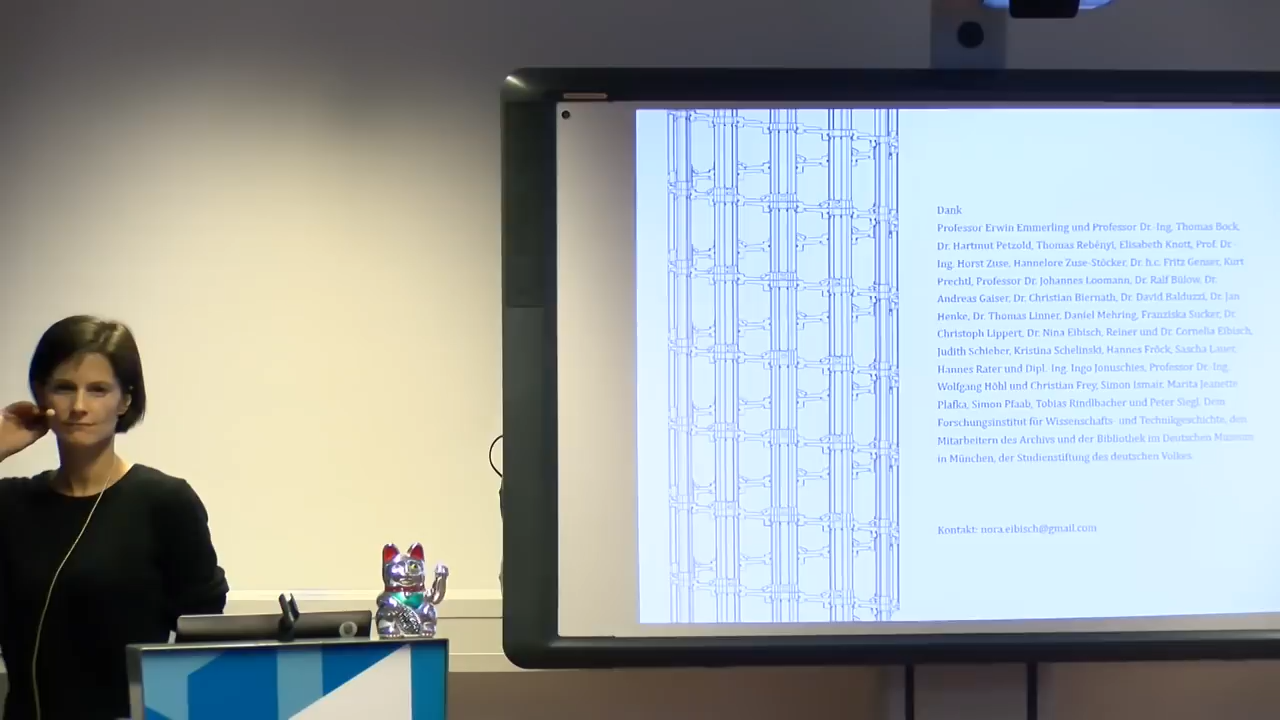 Dank
Professor Erwin Emmerling und Professor Dr.-Ing. Thomas Bock,
Dr. Hartmut Petzold, Thomas Rebényi, Elisabeth Knott, Prof. Dr.-
Ing. Horst Zuse, Hannelore Zuse-Stöcker, Dr. h.c. Fritz Genser, Kurt
Prechtl, Professor Dr. Johannes Loomann, Dr. Ralf Bülow, Dr.
Andreas Gaiser, Dr. Christian Biernath, Dr. David Balduzzi, Dr. Jan
Henke, Dr. Thomas Linner, Daniel Mehring, Franziska Sucker, Dr.
Christoph Lippert, Dr. Nina Eibisch, Reiner und Dr. Cornelia Eibisch,
Judith Schieber, Kristina Schelinski, Hannes Fröck, Sascha Lauer,
Hannes Rater und Dipl.-Ing. Ingo Jonuschies, Professor Dr.-Ing.
Wolfgang Höhl und Christian Frey, Simon Ismair, Marita Jeanette
Plafka, Simon Pfaab, Tobias Rindlbacher und Peter Siegl. Dem
Forschungsinstitut für Wissenschafts- und Technikgeschichte, den
Mitarbeitern des Archivs und der Bibliothek im Deutschen Museum
in München, der Studienstiftung des deutschen Volkes.
Kontakt: nora.eibisch@gmail.com